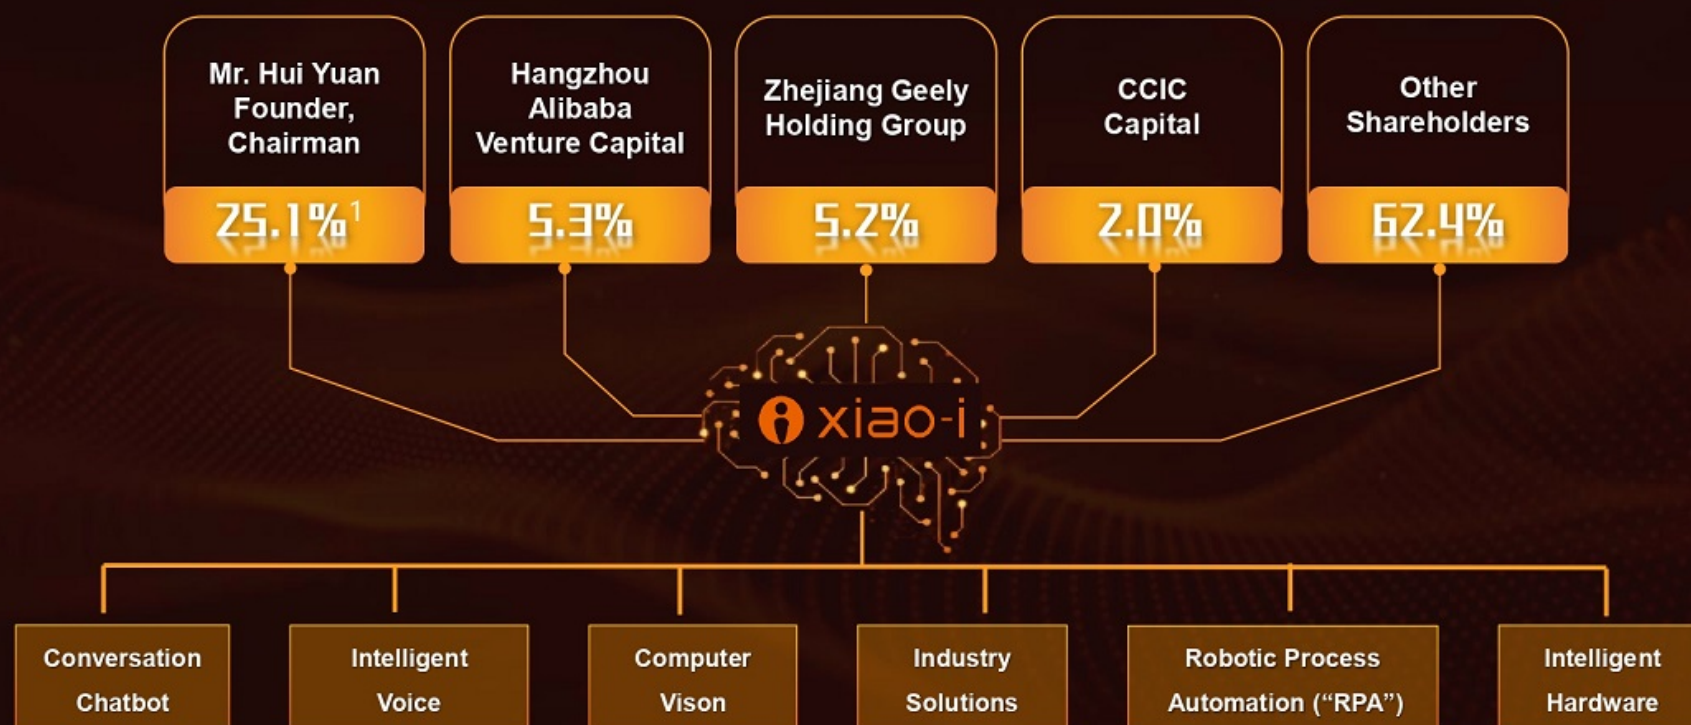 Mr. Hui Yuan
Founder,
Chairman
25.1%1
Hangzhou
Alibaba
Venture Capital
5.3%
Zhejiang Geely
Holding Group
5.2%
CCIC
Capital
2.0%
Other
Shareholders
62.4%
xiao-i
Conversation
Chatbot
Intelligent
Voice
Computer
Vison
Industry
Solutions
Robotic Process
Automation (“RPA”)
Intelligent
Hardware